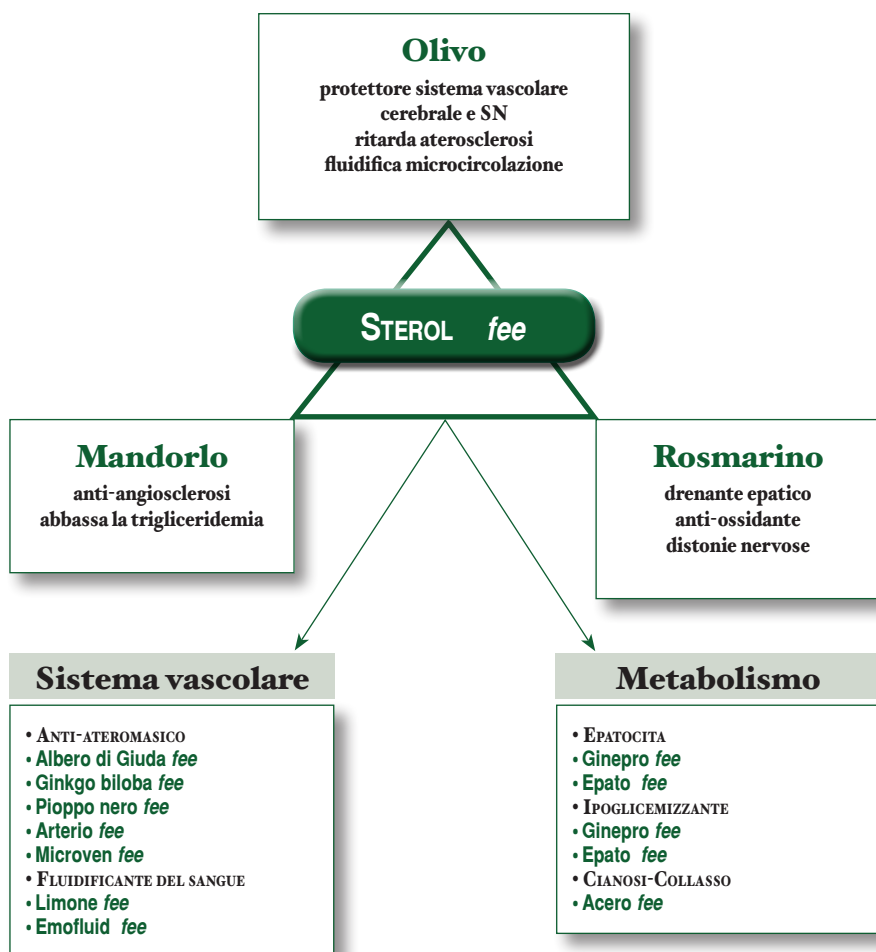 Olivo
protettore sistema vascolare
cerebrale e SN
ritarda aterosclerosi
fluidifica microcircolazione
STEROL fee
Mandorlo
anti-angiosclerosi
abbassa la trigliceridemia
Rosmarino
drenante epatico
anti-ossidante
distonie nervose
Sistema vascolare
• ANTI-ATEROMASICO
• Albero di Giuda fee
• Ginkgo biloba fee
• Pioppo nero fee
• Arterio fee
• Microven fee
• FLUIDIFICANTE DEL SANGUE
• Limone fee
• Emofluid fee
Metabolismo
• EPATOCITA
• Ginepro fee
• Epato fee
• IPOGLICEMIZZANTE
• Ginepro fee
• Epato fee
• CIANOSI-COLLASSO
• Acero fee